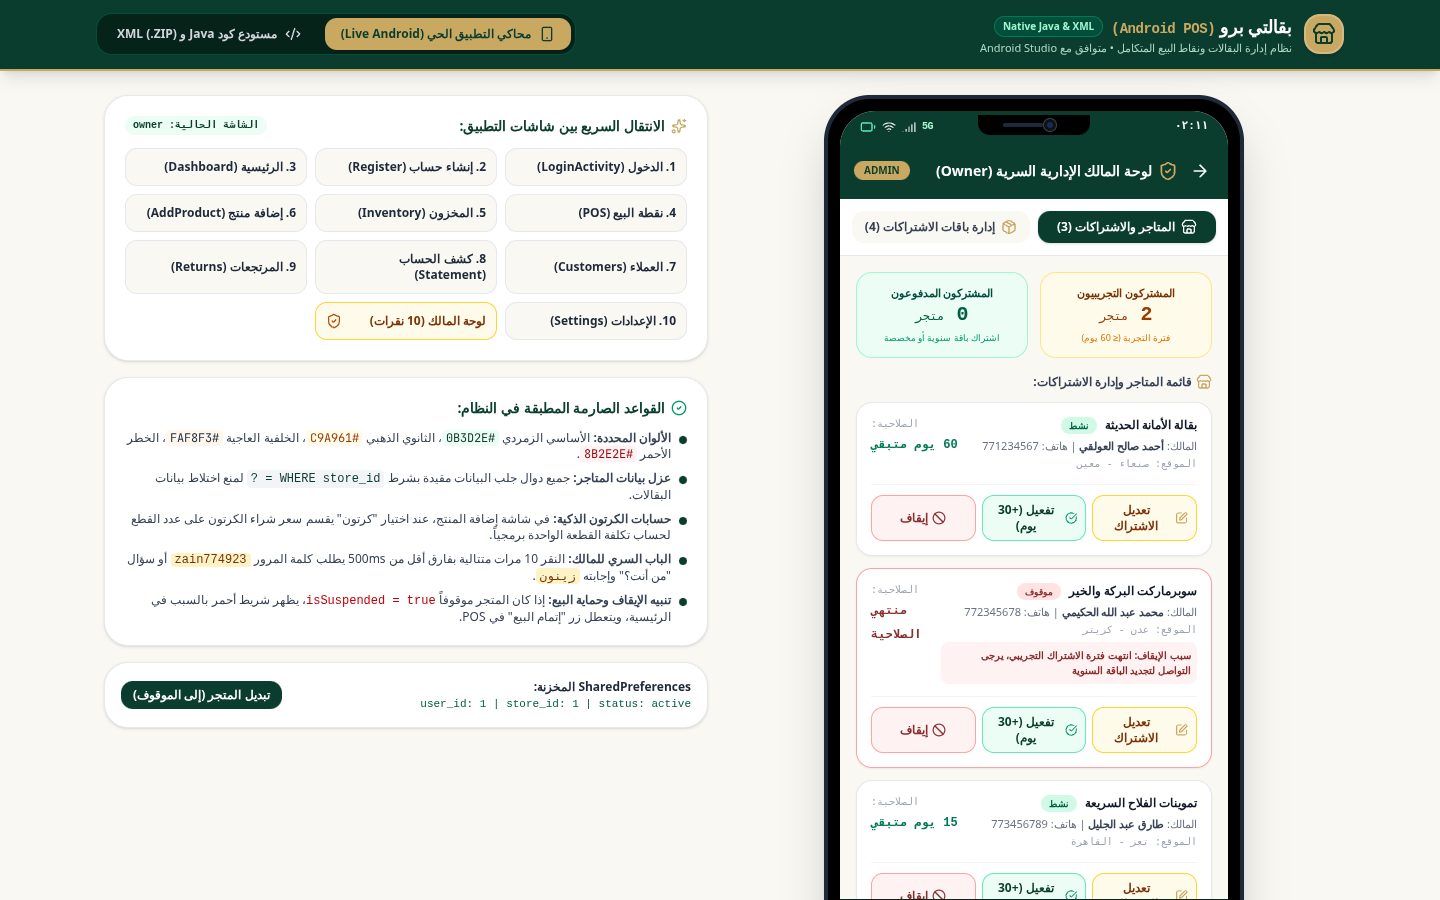 بقالتي برو (Android POS) Native Java & XML
نظام إدارة البقالات ونقاط البيع المتكامل • متوافق مع Android Studio
محاكي التطبيق الحي (Live Android)
مستودع كود Java و XML (.ZIP)
٠٢:١١
5G
لوحة المالك الإدارية السرية (Owner)
ADMIN
المتاجر والاشتراكات (3)
إدارة باقات الاشتراكات (4)
المشتركون التجريبيون
2 متجر
فترة التجربة (≤ 60 يوم)
المشتركون المدفوعون
0 متجر
اشتراك باقة سنوية أو مخصصة
قائمة المتاجر وإدارة الاشتراكات:
بقالة الأمانة الحديثة نشط
المالك: أحمد صالح العولقي | هاتف: 771234567
الموقع: صنعاء - معين
الصلاحية:
60 يوم متبقي
تعديل
الاشتراك
تفعيل (+30
يوم)
إيقاف
سوبرماركت البركة والخير موقوف
المالك: محمد عبد الله الحكيمي | هاتف: 772345678
الموقع: عدن - كريتر
الصلاحية:
منتهي
الصلاحية
سبب الإيقاف: انتهت فترة الاشتراك التجريبي، يرجى
التواصل لتجديد الباقة السنوية
تعديل
الاشتراك
تفعيل (+30
يوم)
إيقاف
تموينات الفلاح السريعة نشط
المالك: طارق عبد الجليل | هاتف: 773456789
الموقع: تعز - القاهرة
الصلاحية:
15 يوم متبقي
تعديل
تفعيل (+30
إيقاف
الانتقال السريع بين شاشات التطبيق:
الشاشة الحالية: owner
1. الدخول (LoginActivity)
2. إنشاء حساب (Register)
3. الرئيسية (Dashboard)
4. نقطة البيع (POS)
5. المخزون (Inventory)
6. إضافة منتج (AddProduct)
7. العملاء (Customers)
8. كشف الحساب
(Statement)
9. المرتجعات (Returns)
10. الإعدادات (Settings)
لوحة المالك (10 نقرات)
القواعد الصارمة المطبقة في النظام:
الألوان المحددة: الأساسي الزمردي #0B3D2E ، الثانوي الذهبي #C9A961 ، الخلفية العاجية #FAF8F3 ، الخطر
الأحمر #8B2E2E .
عزل بيانات المتاجر: جميع دوال جلب البيانات مقيدة بشرط WHERE store_id = ? لمنع اختلاط بيانات
البقالات.
حسابات الكرتون الذكية: في شاشة إضافة المنتج، عند اختيار "كرتون" يقسم سعر شراء الكرتون على عدد القطع
لحساب تكلفة القطعة الواحدة برمجياً.
الباب السري للمالك: النقر 10 مرات متتالية بفارق أقل من 500ms يطلب كلمة المرور zain774923 أو سؤال
"من أنت؟" وإجابته زينون .
تنبيه الإيقاف وحماية البيع: إذا كان المتجر موقوفاً isSuspended = true، يظهر شريط أحمر بالسبب في
الرئيسية، ويتعطل زر "إتمام البيع" في POS.
SharedPreferences المخزنة:
user_id: 1 | store_id: 1 | status: active
تبديل المتجر (إلى الموقوف)